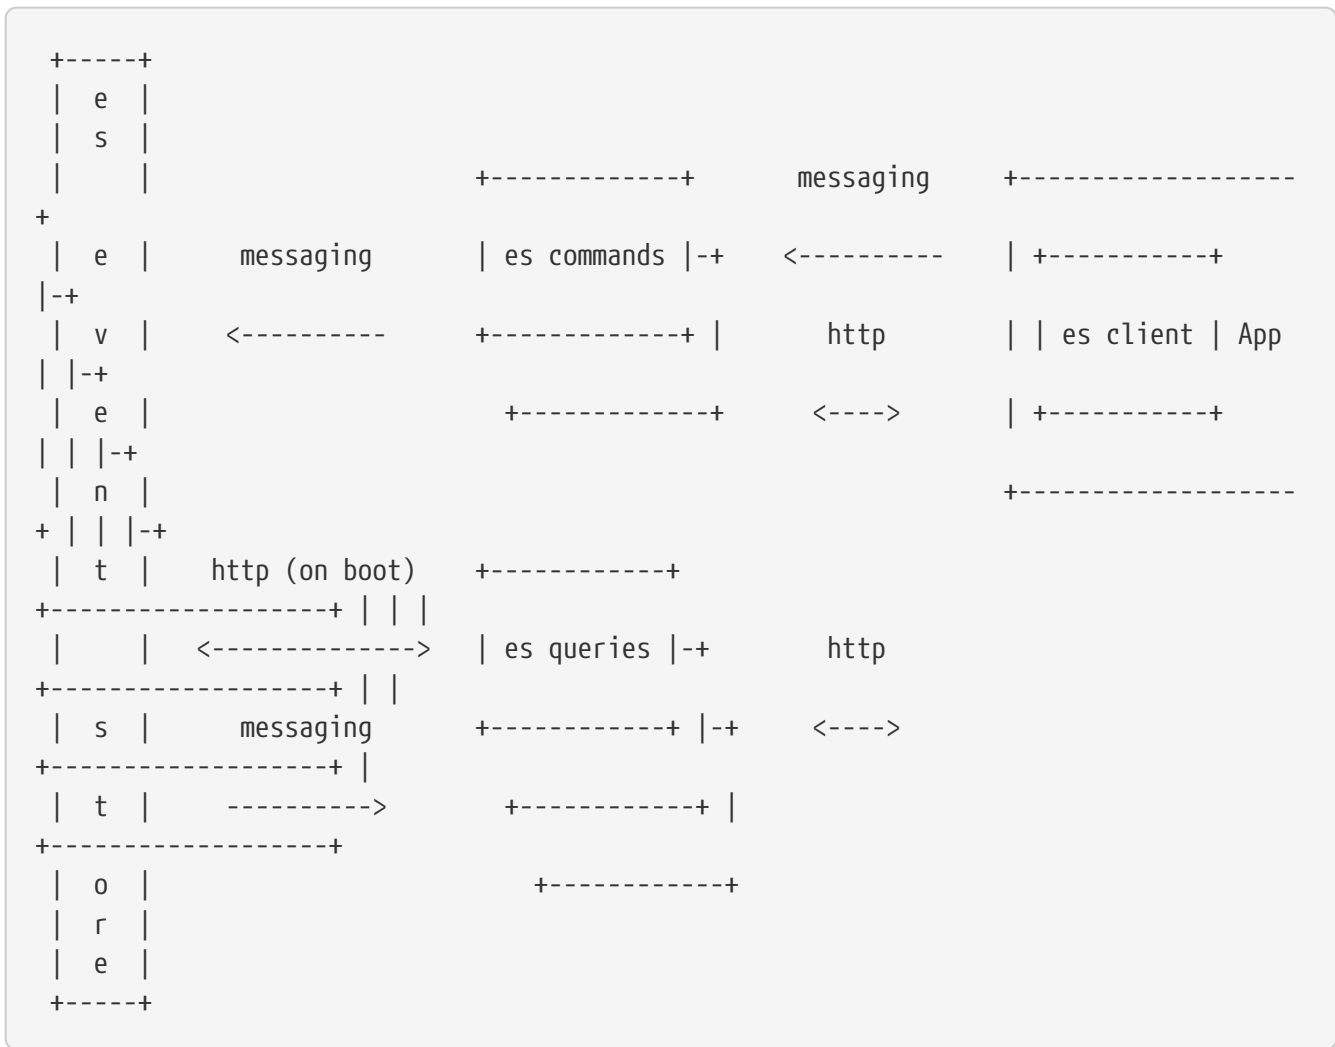 +-----+
 |  e  |
 |  s  |
 |     |                      +-------------+       messaging     +-------------------
+
 |  e  |      messaging       | es commands |-+    <----------    | +-----------+
|-+
 |  v  |     <----------      +-------------+ |       http        | | es client | App
| |-+
 |  e  |                        +-------------+      <---->       | +-----------+
| | |-+
 |  n  |                                                          +-------------------
+ | | |-+
 |  t  |    http (on boot)    +------------+
+-------------------+ | | |
 |     |   <-------------->   | es queries |-+        http
+-------------------+ | |
 |  s  |      messaging       +------------+ |-+     <---->
+-------------------+ |
 |  t  |     ---------->        +------------+ |
+-------------------+
 |  o  |                          +------------+
 |  r  |
 |  e  |
 +-----+